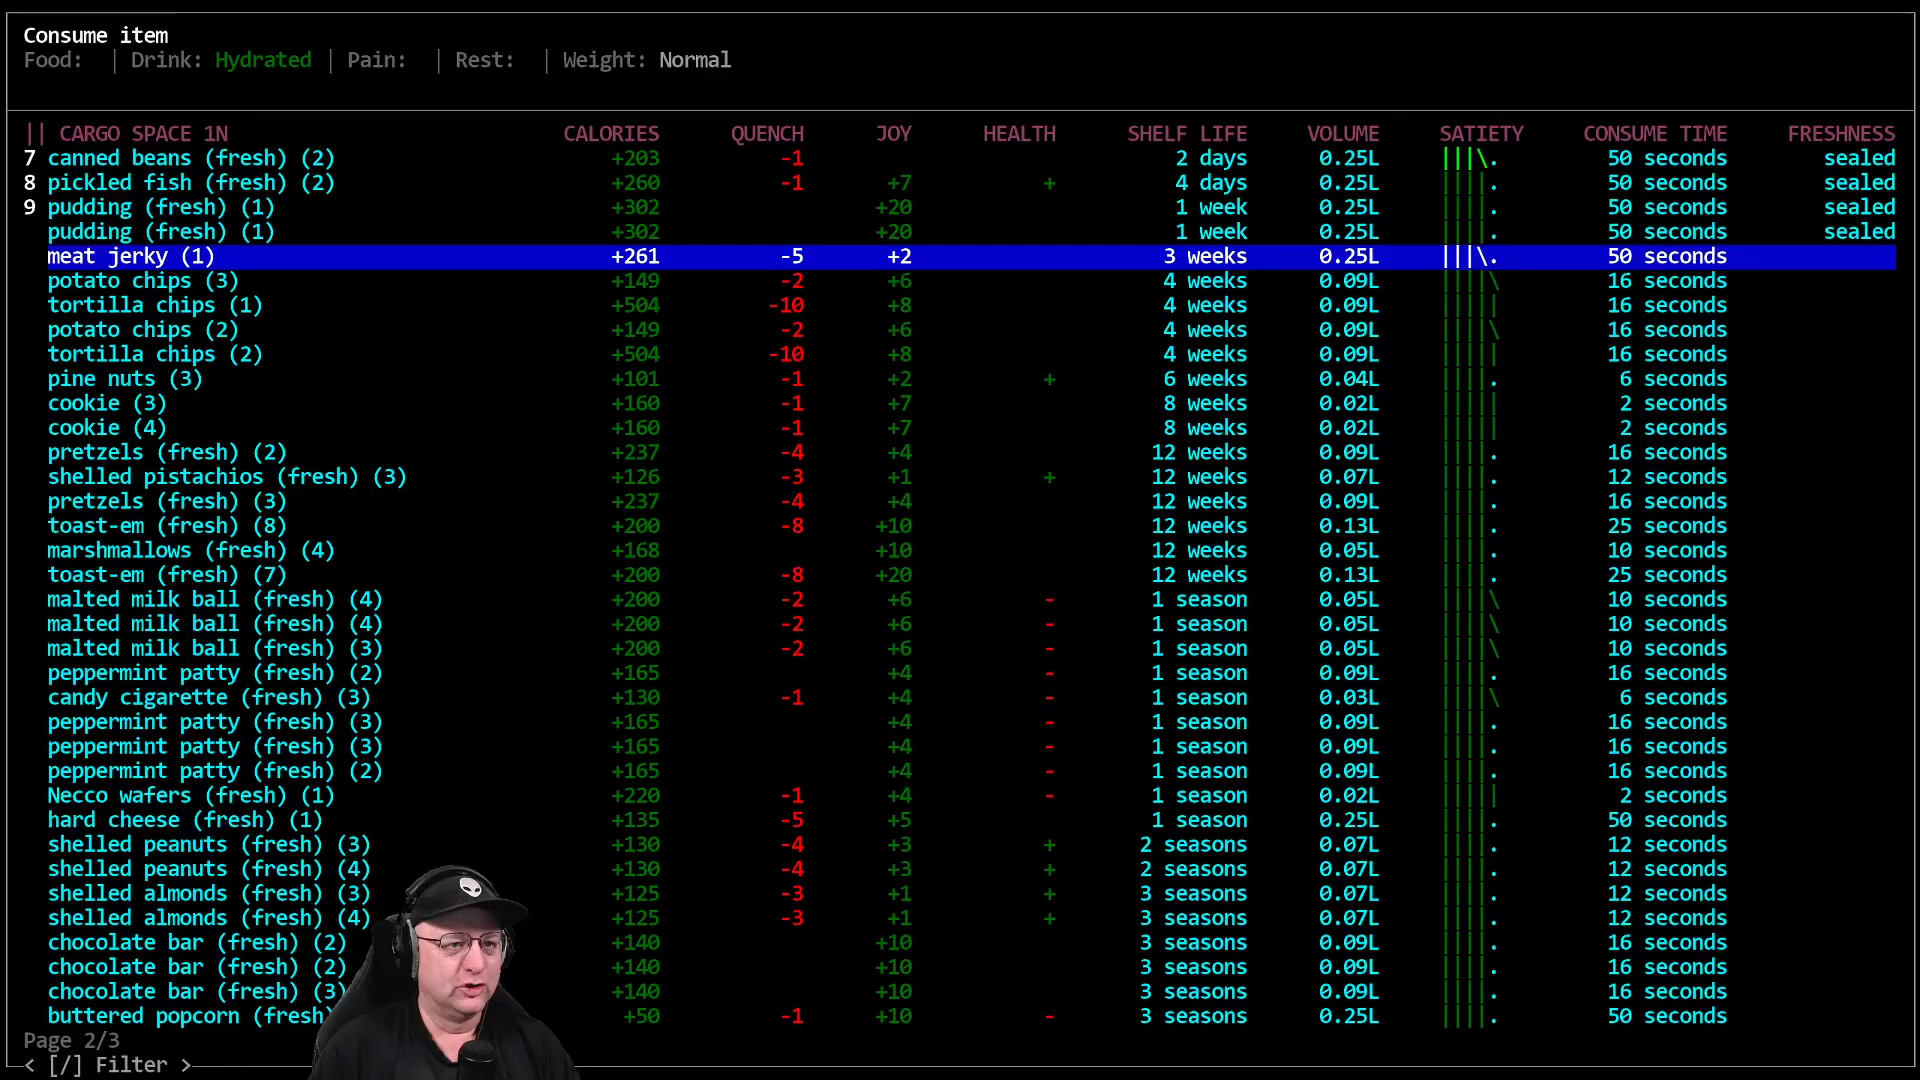 Consume item
Food: | Drink: Hydrated | Pain: | Rest: | Weight: Normal
|| CARGO SPACE 1N CALORIES QUENCH JOY HEALTH SHELF LIFE VOLUME SATIETY CONSUME TIME FRESHNESS
7 canned beans (fresh) (2) +203 -1 2 days 0.25L |||\. 50 seconds sealed
8 pickled fish (fresh) (2) +260 -1 +7 + 4 days 0.25L ||||. 50 seconds sealed
9 pudding (fresh) (1) +302 +20 1 week 0.25L ||||. 50 seconds sealed
pudding (fresh) (1) +302 +20 1 week 0.25L ||||. 50 seconds sealed
meat jerky (1) +261 -5 +2 3 weeks 0.25L |||\. 50 seconds
potato chips (3) +149 -2 +6 4 weeks 0.09L ||||\ 16 seconds
tortilla chips (1) +504 -10 +8 4 weeks 0.09L ||||| 16 seconds
potato chips (2) +149 -2 +6 4 weeks 0.09L ||||\ 16 seconds
tortilla chips (2) +504 -10 +8 4 weeks 0.09L ||||| 16 seconds
pine nuts (3) +101 -1 +2 + 6 weeks 0.04L ||||. 6 seconds
cookie (3) +160 -1 +7 8 weeks 0.02L ||||| 2 seconds
cookie (4) +160 -1 +7 8 weeks 0.02L ||||| 2 seconds
pretzels (fresh) (2) +237 -4 +4 12 weeks 0.09L ||||. 16 seconds
shelled pistachios (fresh) (3) +126 -3 +1 + 12 weeks 0.07L ||||. 12 seconds
pretzels (fresh) (3) +237 -4 +4 12 weeks 0.09L ||||. 16 seconds
toast-em (fresh) (8) +200 -8 +10 12 weeks 0.13L ||||. 25 seconds
marshmallows (fresh) (4) +168 +10 12 weeks 0.05L ||||. 10 seconds
toast-em (fresh) (7) +200 -8 +20 12 weeks 0.13L ||||. 25 seconds
malted milk ball (fresh) (4) +200 -2 +6 - 1 season 0.05L ||||\ 10 seconds
malted milk ball (fresh) (4) +200 -2 +6 - 1 season 0.05L ||||\ 10 seconds
malted milk ball (fresh) (3) +200 -2 +6 - 1 season 0.05L ||||\ 10 seconds
peppermint patty (fresh) (2) +165 +4 - 1 season 0.09L ||||. 16 seconds
candy cigarette (fresh) (3) +130 -1 +4 - 1 season 0.03L ||||\ 6 seconds
peppermint patty (fresh) (3) +165 +4 - 1 season 0.09L ||||. 16 seconds
peppermint patty (fresh) (3) +165 +4 - 1 season 0.09L ||||. 16 seconds
peppermint patty (fresh) (2) +165 +4 - 1 season 0.09L ||||. 16 seconds
Necco wafers (fresh) (1) +220 -1 +4 - 1 season 0.02L ||||| 2 seconds
hard cheese (fresh) (1) +135 -5 +5 1 season 0.25L ||||. 50 seconds
shelled peanuts (fresh) (3) +130 -4 +3 + 2 seasons 0.07L ||||. 12 seconds
shelled peanuts (fresh) (4) +130 -4 +3 + 2 seasons 0.07L ||||. 12 seconds
shelled almonds (fresh) (3) +125 -3 +1 + 3 seasons 0.07L ||||. 12 seconds
shelled almonds (fresh) (4) +125 -3 +1 + 3 seasons 0.07L ||||. 12 seconds
chocolate bar (fresh) (2) +140 +10 3 seasons 0.09L ||||. 16 seconds
chocolate bar (fresh) (2) +140 +10 3 seasons 0.09L ||||. 16 seconds
chocolate bar (fresh) (3) +140 +10 3 seasons 0.09L ||||. 16 seconds
buttered popcorn (fresh) +50 -1 +10 - 3 seasons 0.25L ||||. 50 seconds
Page 2/3
< [/] Filter >